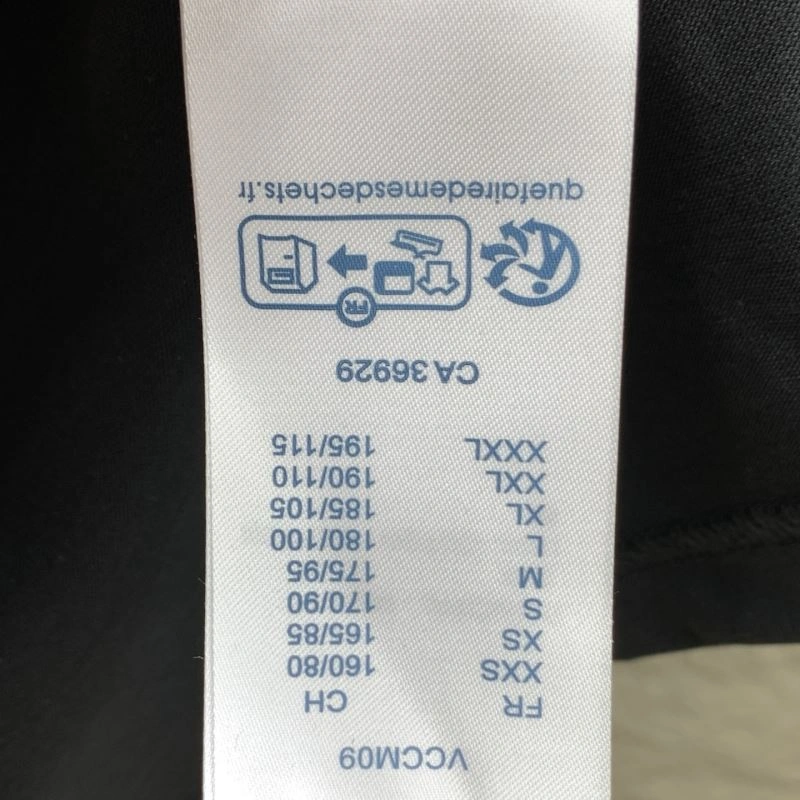 VCCM09
FR CH
XXS 160/80
XS 165/85
S 170/90
M 175/95
L 180/100
XL 185/105
XXL 190/110
XXXL 195/115
CA 36929
FR
quefairedemesdechets.fr